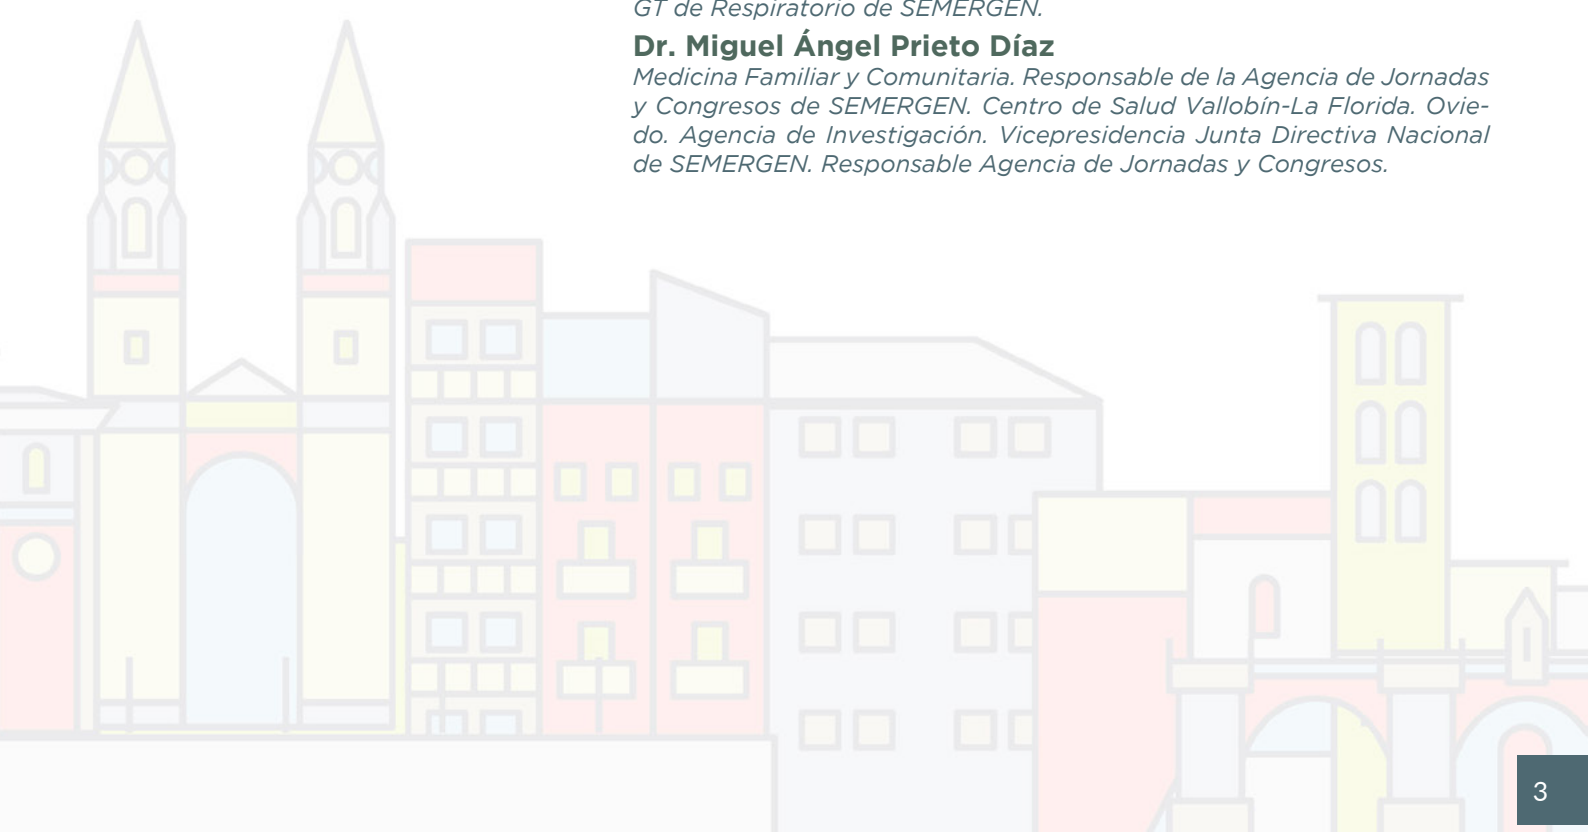 GT de Respiratorio de SEMERGEN.
Dr. Miguel Ángel Prieto Díaz
Medicina Familiar y Comunitaria. Responsable de la Agencia de Jornadas
y Congresos de SEMERGEN. Centro de Salud Vallobín-La Florida. Ovie-
do. Agencia de Investigación. Vicepresidencia Junta Directiva Nacional
de SEMERGEN. Responsable Agencia de Jornadas y Congresos.
3